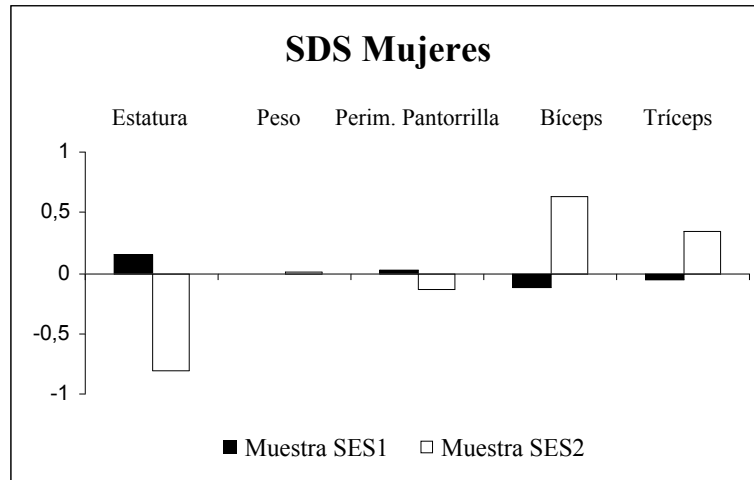 SDS Mujeres
Estatura Peso Perim. Pantorrilla Bíceps Tríceps
1
0,5
0
-0,5
-1
Muestra SES1 Muestra SES2